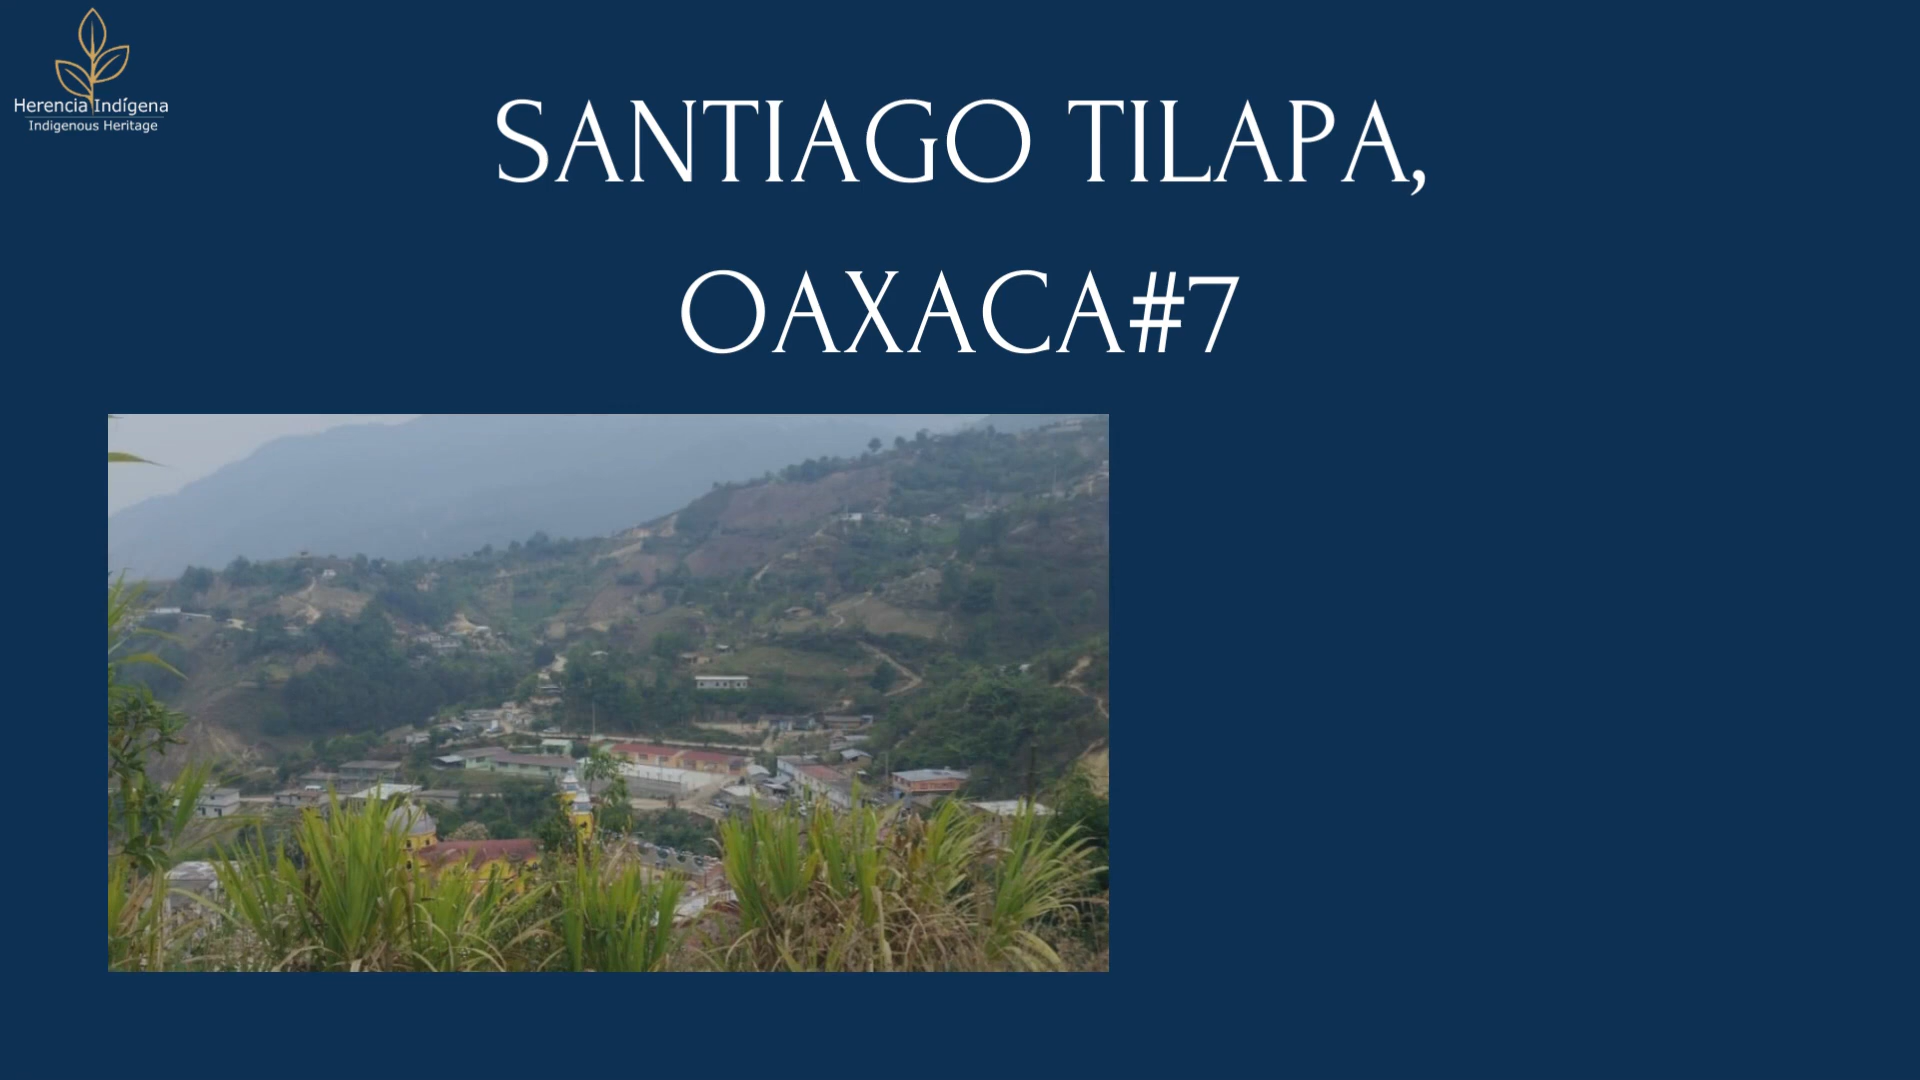 Herencia Indígena
Indigenous Heritage
SANTIAGO TILAPA,
OAXACA#7